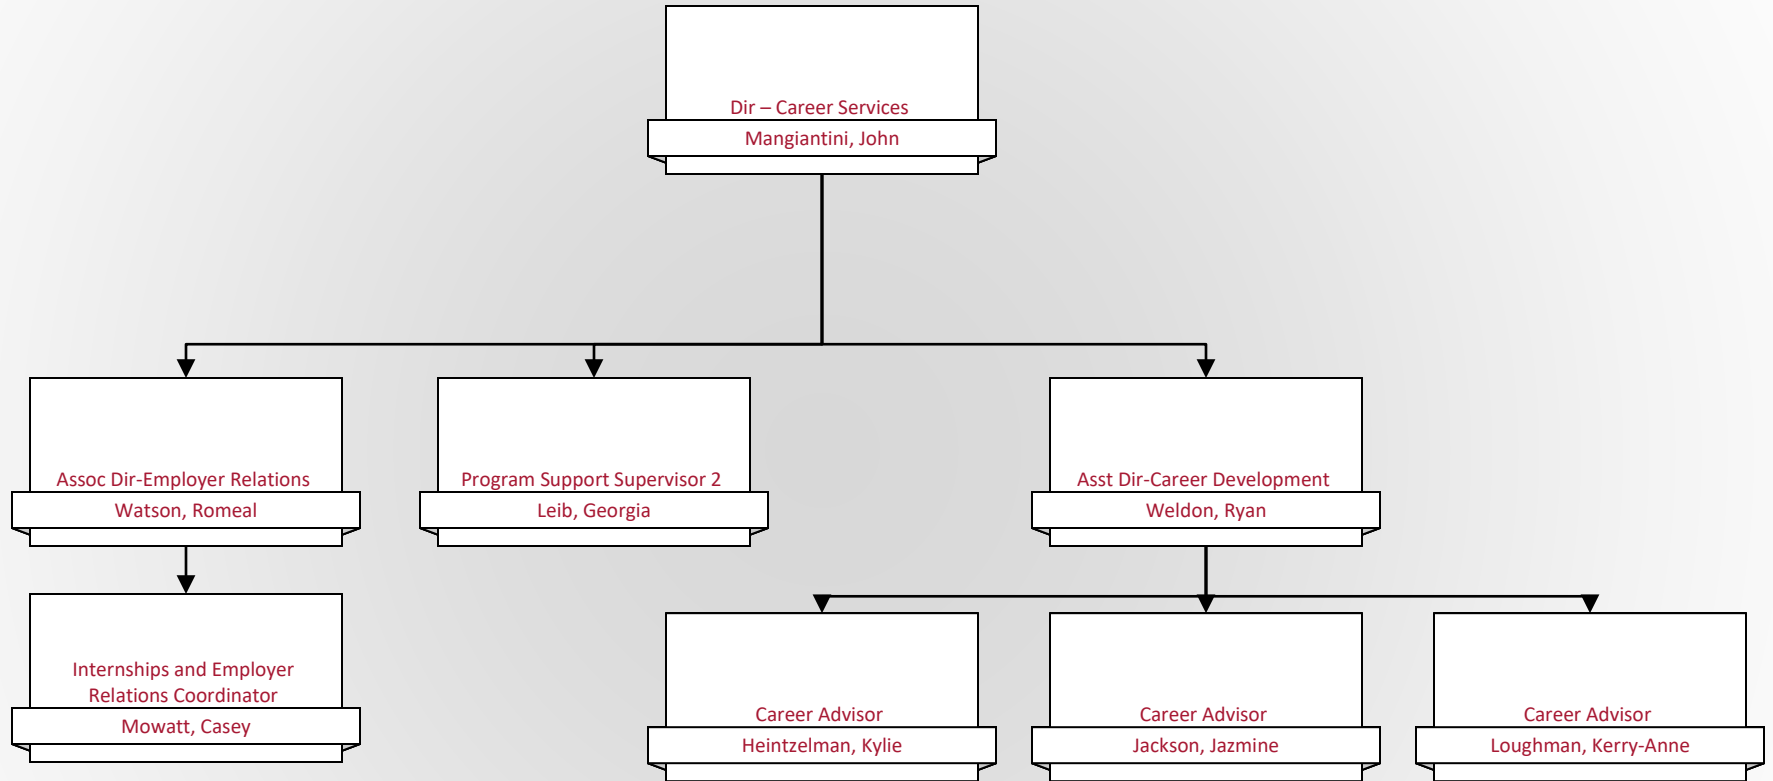 Dir – Career Services
Mangiantini, John
Assoc Dir-Employer Relations
Watson, Romeal
Program Support Supervisor 2
Leib, Georgia
Asst Dir-Career Development
Weldon, Ryan
Internships and Employer
Relations Coordinator
Mowatt, Casey
Career Advisor
Heintzelman, Kylie
Career Advisor
Jackson, Jazmine
Career Advisor
Loughman, Kerry-Anne